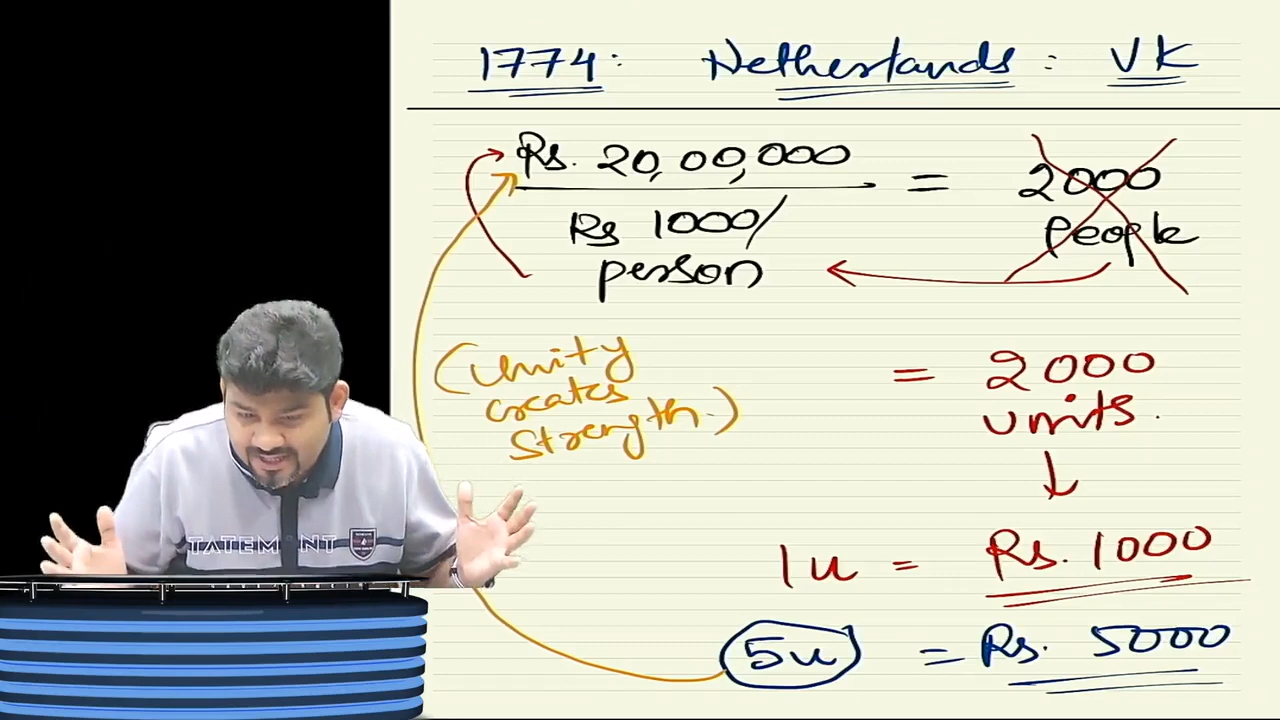 1774: Netherlands: VK
Rs. 20,00,000
= 2000
people
Rs 1000/
person
(Unity
creates
Strength.)
= 2000
units.
1u = Rs. 1000
5u = Rs. 5000
TATEMENT